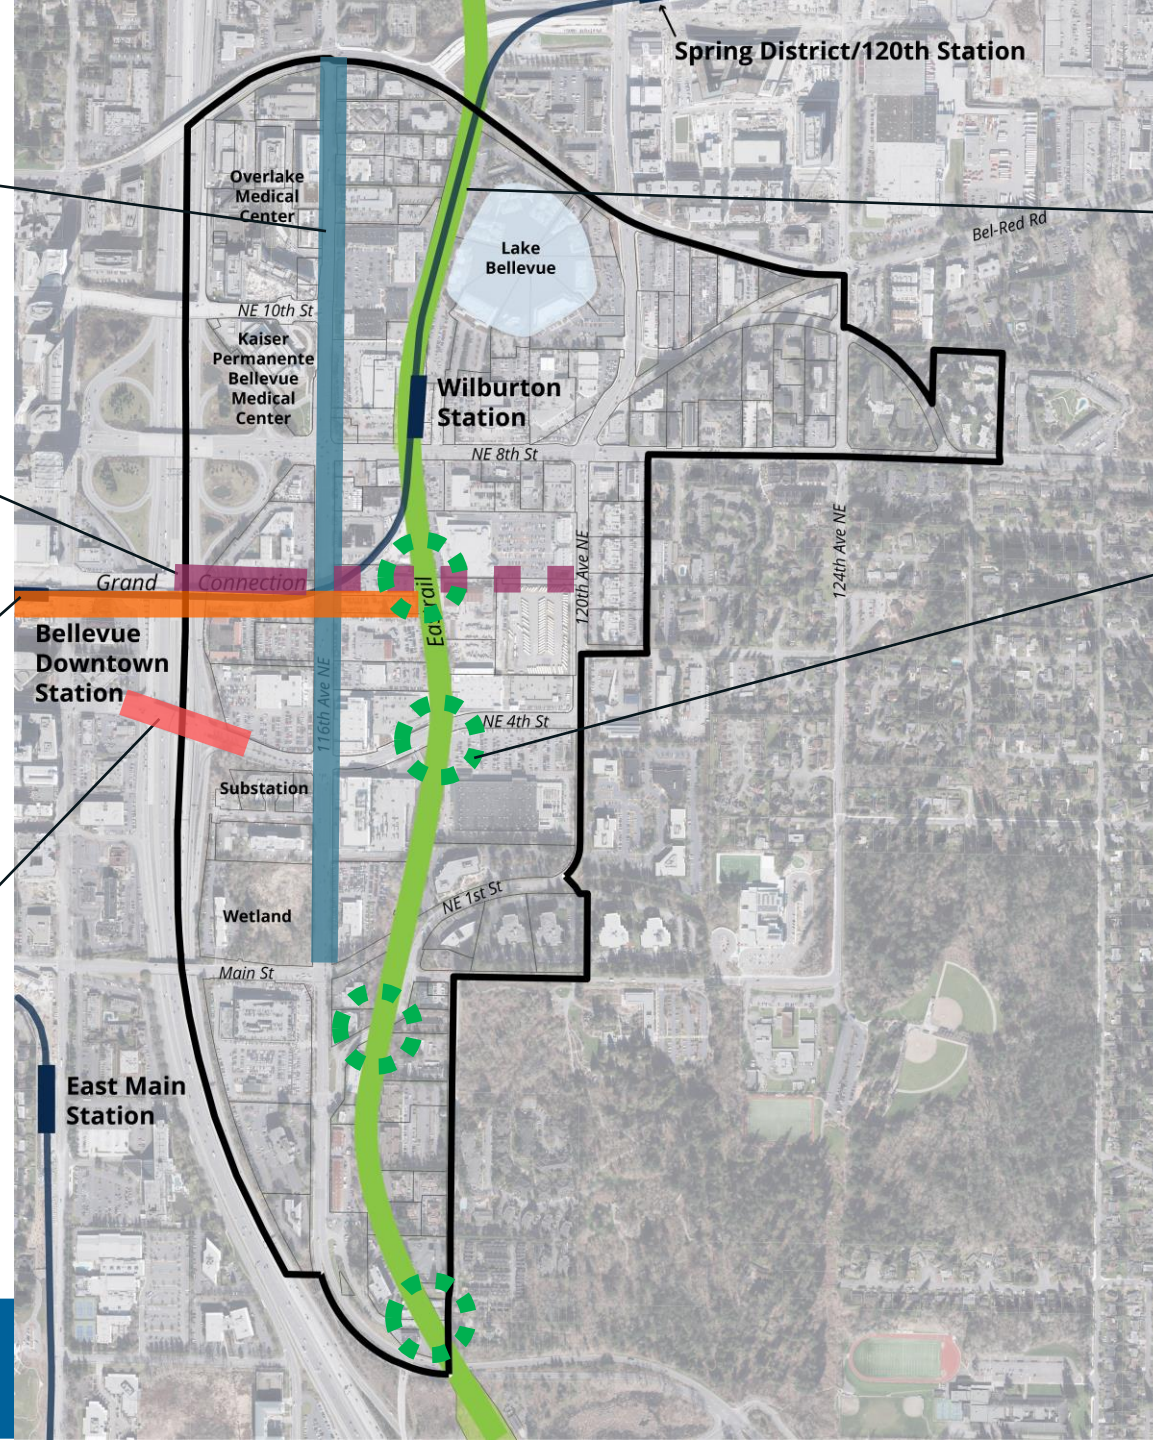 Spring District/120th Station
Overlake
Medical
Center
Bel-Red Rd
Lake
Bellevue
NE 10th St
Kaiser
Permanente
Bellevue
Medical
Center
Wilburton
Station
NE 8th St
124th Ave NE
120th Ave NE
Grand Connection
Eastrail
Bellevue
Downtown
Station
116th Ave NE
NE 4th St
Substation
NE 1st St
Wetland
Main St
East Main
Station